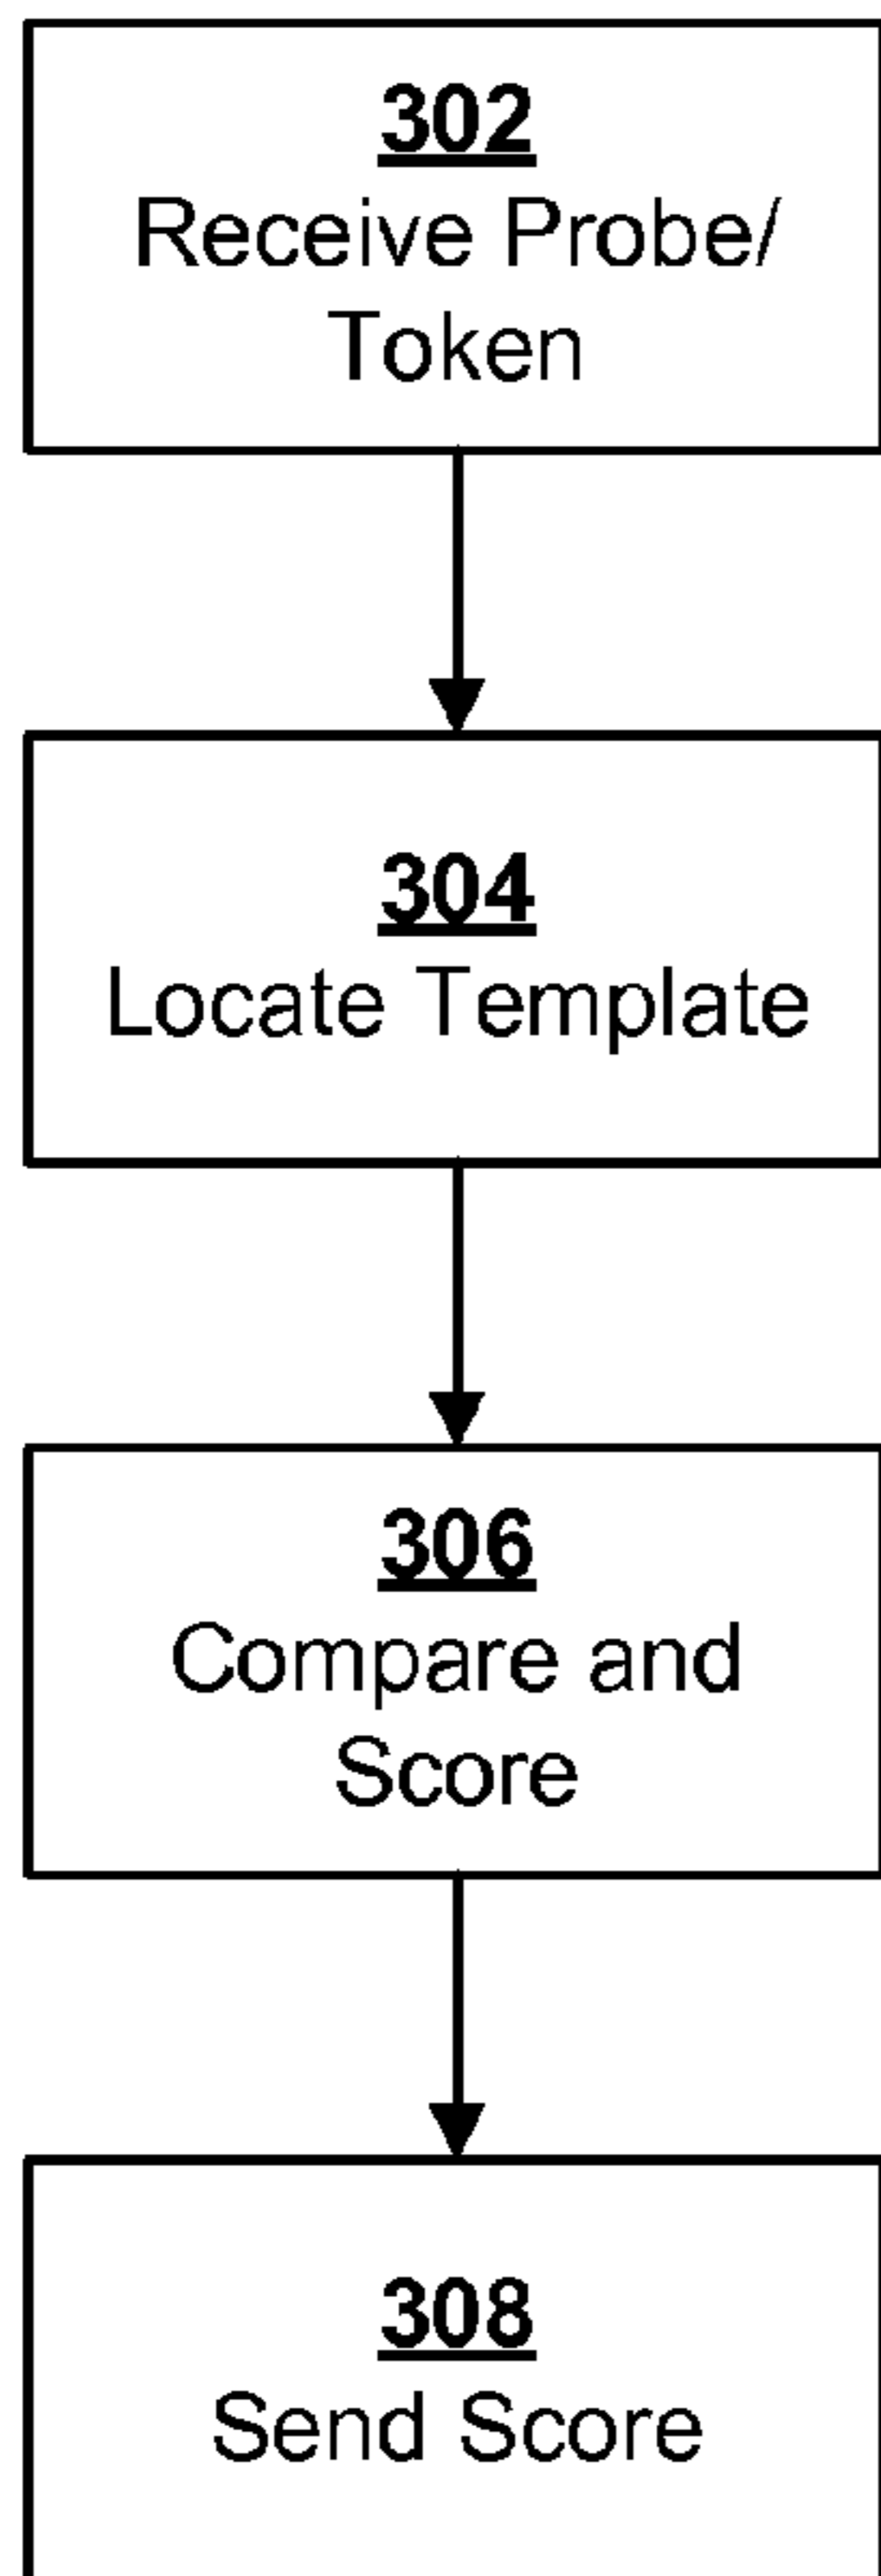 302
Receive Probe/
Token
304
Locate Template
306
Compare and
Score
308
Send Score